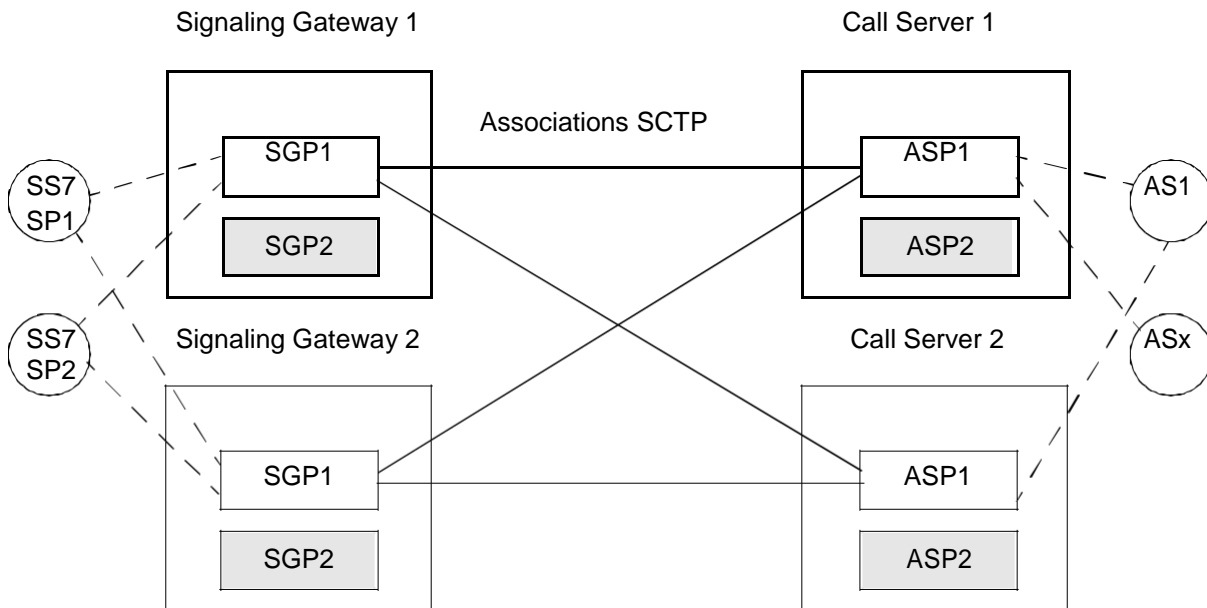 Signaling Gateway 1
Call Server 1
Associations SCTP
SGP1
ASP1
SS7
SP1
AS1
SGP2
ASP2
SS7
SP2
Signaling Gateway 2
Call Server 2
ASx
SGP1
ASP1
SGP2
ASP2